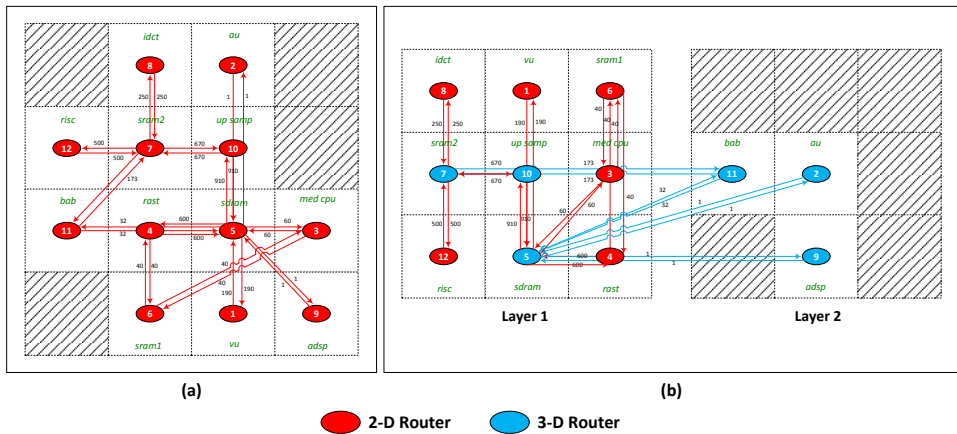 idct
au
8
2
250
250
1
1
risc
sram2
up samp
12
7
10
500
500
670
670
173
910
910
bab
rast
sdram
med cpu
11
4
5
3
32
32
600
600
60
60
40
40
40
40
190
190
1
1
6
1
9
sram1
vu
adsp
(a)
idct
vu
sram1
8
1
6
250
250
190
190
40
40
40
sram2
up samp
med cpu
bab
au
7
10
3
11
2
670
670
173
173
32
32
1
1
500
500
910
910
60
60
40
12
5
4
9
600
600
1
1
risc
sdram
rast
adsp
Layer 1
Layer 2
(b)
2-D Router
3-D Router